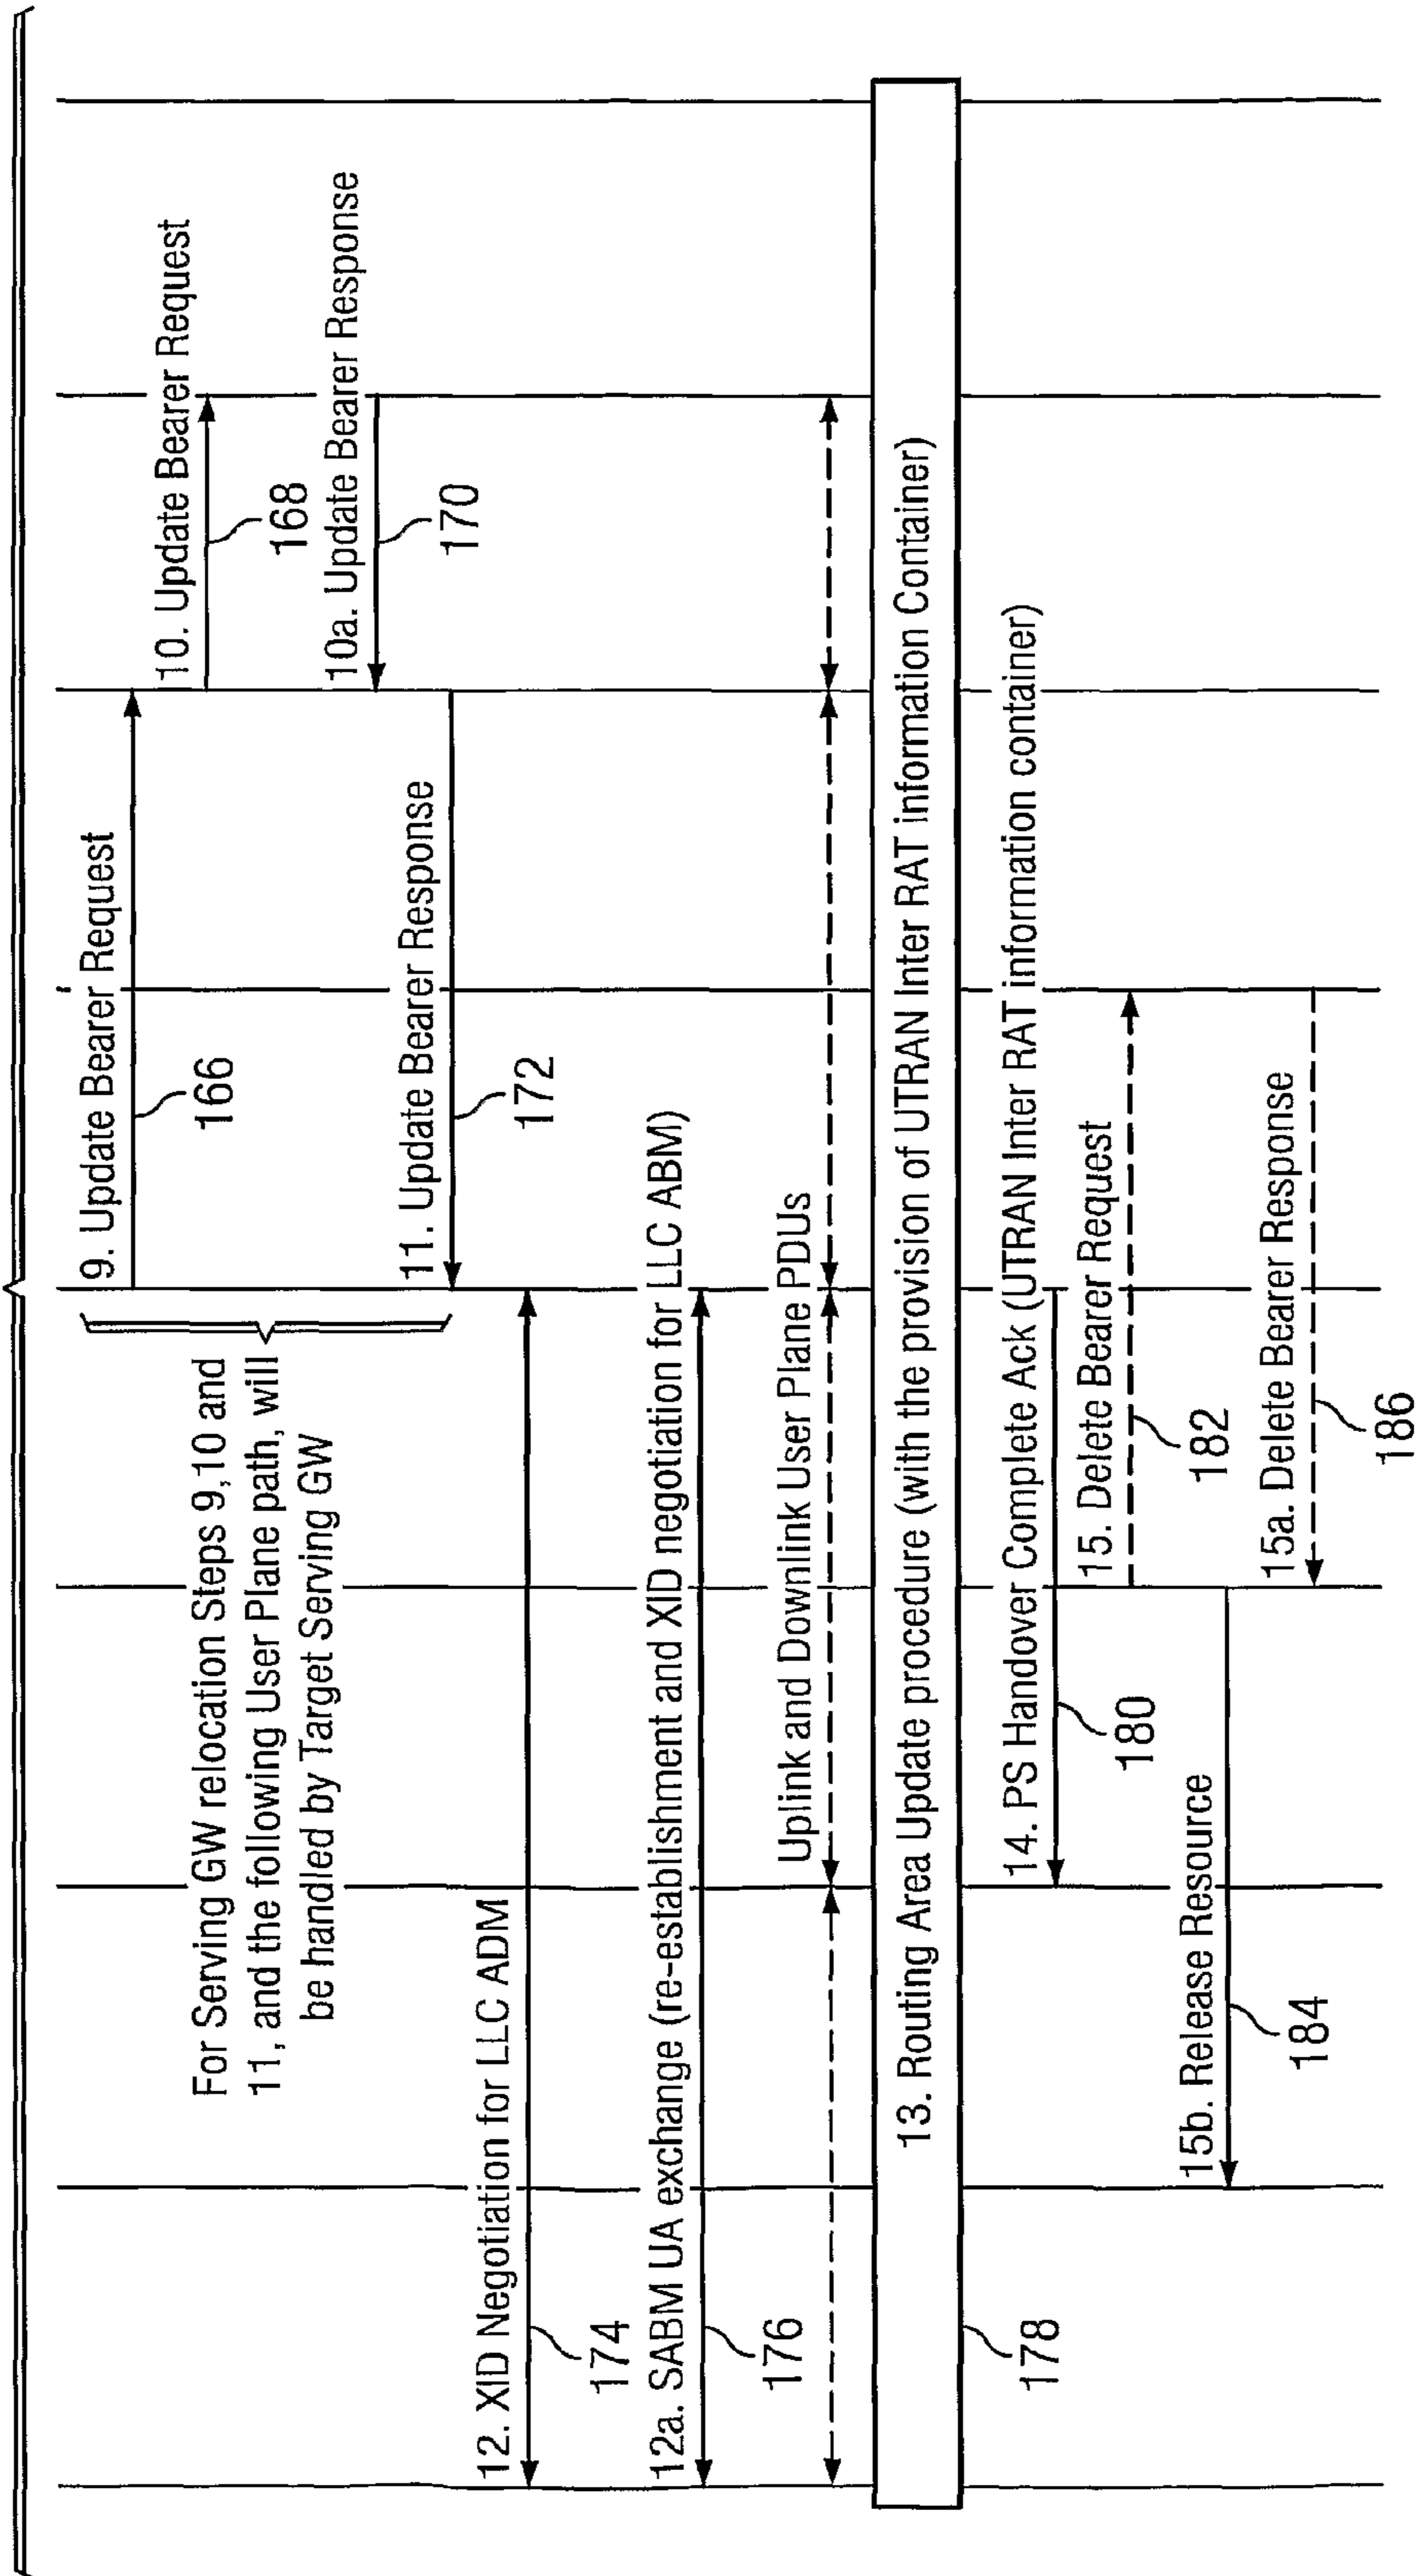 9. Update Bearer Request
166
10. Update Bearer Request
168
10a. Update Bearer Response
170
11. Update Bearer Response
172
For Serving GW relocation Steps 9,10 and
11, and the following User Plane path, will
be handled by Target Serving GW
12. XID Negotiation for LLC ADM
174
12a. SABM UA exchange (re-establishment and XID negotiation for LLC ABM)
176
Uplink and Downlink User Plane PDUs
13. Routing Area Update procedure (with the provision of UTRAN Inter RAT information Container)
178
14. PS Handover Complete Ack (UTRAN Inter RAT information container)
180
15. Delete Bearer Request
182
15b. Release Resource
184
15a. Delete Bearer Response
186